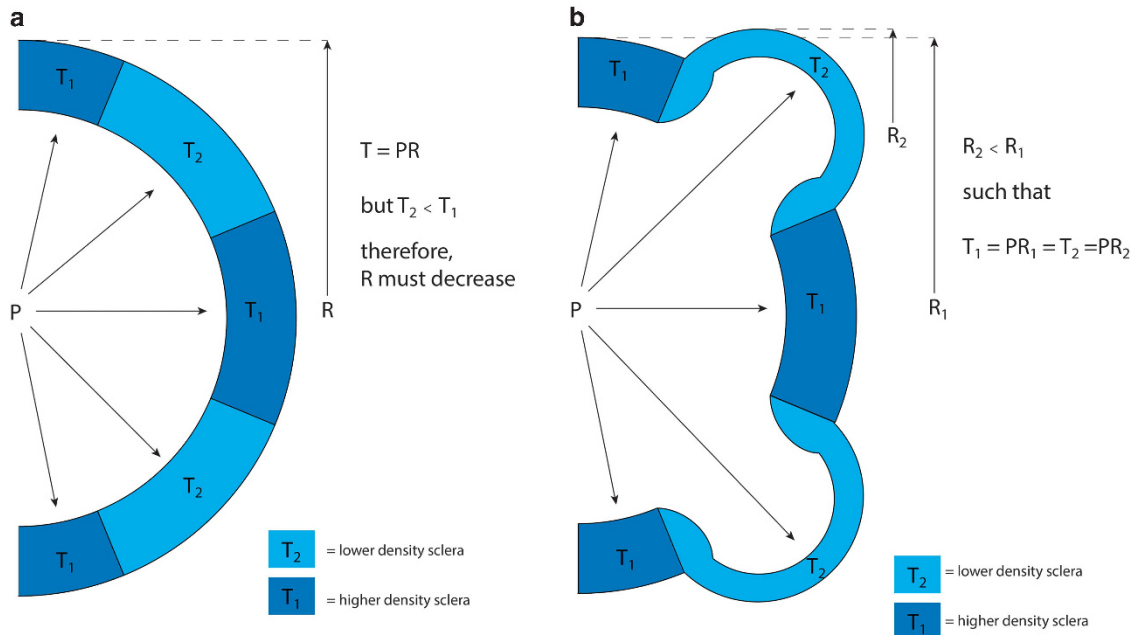 a
T₁
T₂
T₁
T₂
T₁
P
R
T = PR
but T₂ < T₁
therefore,
R must decrease
T₂ = lower density sclera
T₁ = higher density sclera
b
T₁
T₂
T₁
T₂
T₁
P
R₂
R₁
R₂ < R₁
such that
T₁ = PR₁ = T₂ =PR₂
T₂ = lower density sclera
T₁ = higher density sclera